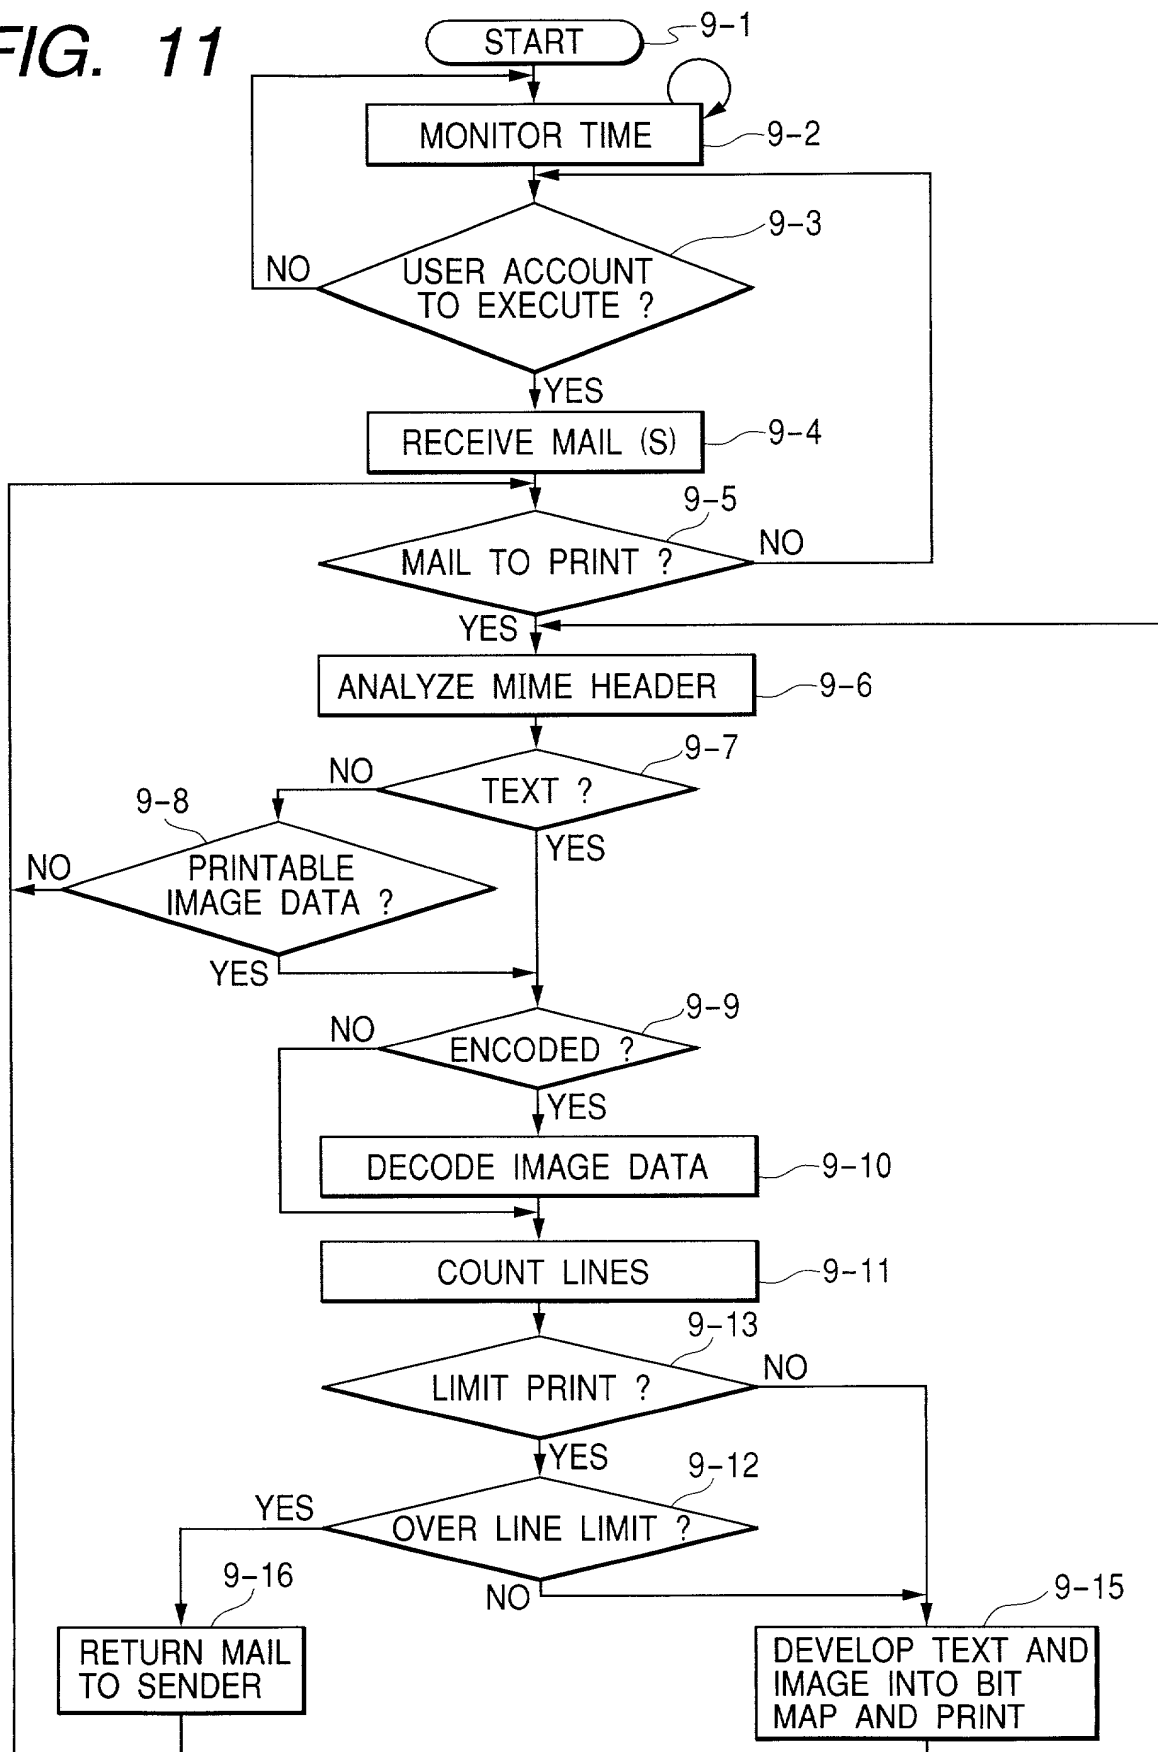 FIG. 11
START
9-1
MONITOR TIME
9-2
9-3
NO
USER ACCOUNT
TO EXECUTE ?
YES
RECEIVE MAIL (S)
9-4
9-5
MAIL TO PRINT ?
NO
YES
ANALYZE MIME HEADER
9-6
9-7
NO
TEXT ?
9-8
YES
NO
PRINTABLE
IMAGE DATA ?
YES
9-9
NO
ENCODED ?
YES
DECODE IMAGE DATA
9-10
COUNT LINES
9-11
9-13
LIMIT PRINT ?
NO
YES
9-12
YES
OVER LINE LIMIT ?
NO
9-16
RETURN MAIL
TO SENDER
9-15
DEVELOP TEXT AND
IMAGE INTO BIT
MAP AND PRINT